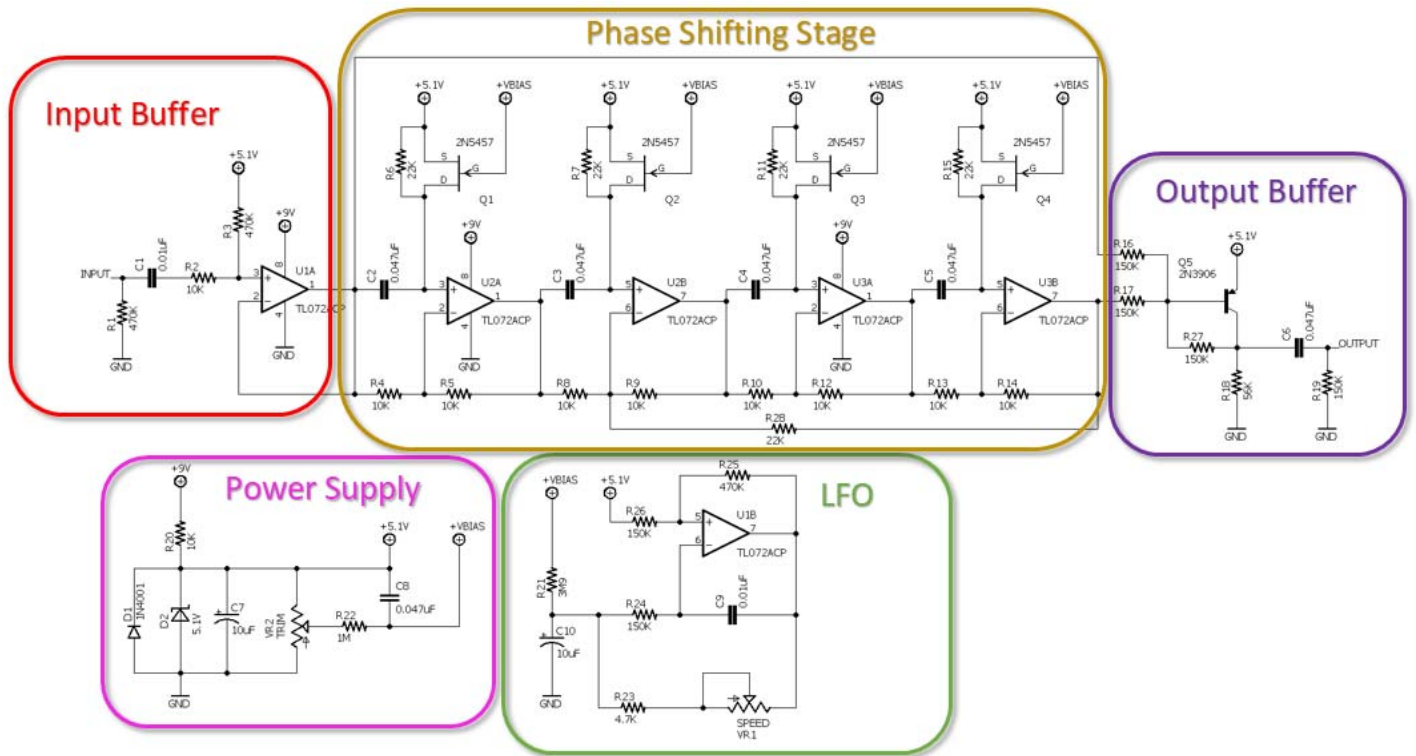 Phase Shifting Stage
Input Buffer
Output Buffer
+5.1V
+VBIAS
+5.1V
+VBIAS
+5.1V
+VBIAS
+5.1V
+VBIAS
R6
22K
2N5457
S
G
D
Q1
R7
22K
2N5457
S
G
D
Q2
R11
22K
2N5457
S
G
D
Q3
R15
22K
2N5457
S
G
D
Q4
+5.1V
R3
470K
+9V
INPUT
C1
0.01uF
R2
10K
R1
470K
GND
3
2
8
1
4
U1A
TL072ACP
GND
C2
0.047uF
+9V
3
2
8
1
4
U2A
TL072ACP
GND
C3
0.047uF
5
6
7
U2B
TL072ACP
C4
0.047uF
+9V
3
2
8
1
4
U3A
TL072ACP
GND
C5
0.047uF
5
6
7
U3B
TL072ACP
R4
10K
R5
10K
R8
10K
R9
10K
R10
10K
R12
10K
R13
10K
R14
10K
R28
22K
R16
150K
R17
150K
R27
150K
+5.1V
Q5
2N3906
C6
0.047uF
OUTPUT
R18
56K
R19
150K
GND
GND
Power Supply
+9V
R20
10K
D1
1N4001
D2
5.1V
C7
10uF
VR2
TRIM
R22
1M
+5.1V
C8
0.047uF
+VBIAS
GND
LFO
+VBIAS
+5.1V
R25
470K
R26
150K
5
6
7
U1B
TL072ACP
R21
3M9
R24
150K
C9
0.01uF
C10
10uF
GND
R23
4.7K
SPEED
VR1